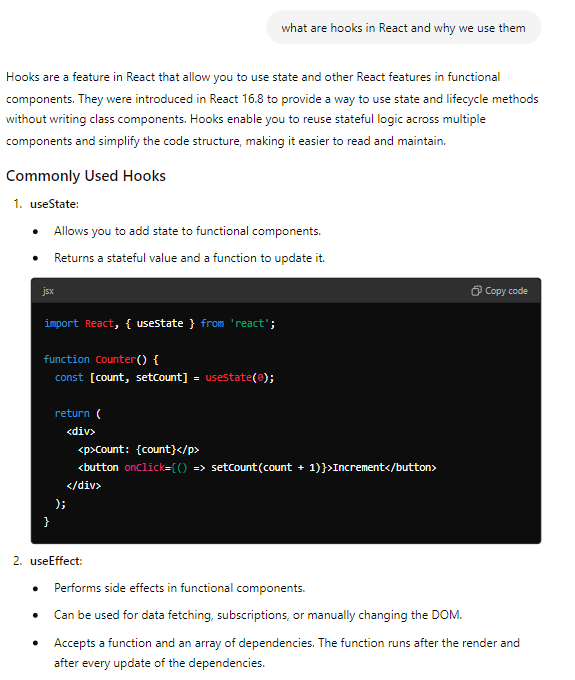 what are hooks in React and why we use them
Hooks are a feature in React that allow you to use state and other React features in functional
components. They were introduced in React 16.8 to provide a way to use state and lifecycle methods
without writing class components. Hooks enable you to reuse stateful logic across multiple
components and simplify the code structure, making it easier to read and maintain.
Commonly Used Hooks
1. useState:
• Allows you to add state to functional components.
• Returns a stateful value and a function to update it.
jsx Copy code
import React, { useState } from 'react';
function Counter() {
const [count, setCount] = useState(0);
return (
<div>
<p>Count: {count}</p>
<button onClick={() => setCount(count + 1)}>Increment</button>
</div>
);
}
2. useEffect:
• Performs side effects in functional components.
• Can be used for data fetching, subscriptions, or manually changing the DOM.
• Accepts a function and an array of dependencies. The function runs after the render and
after every update of the dependencies.